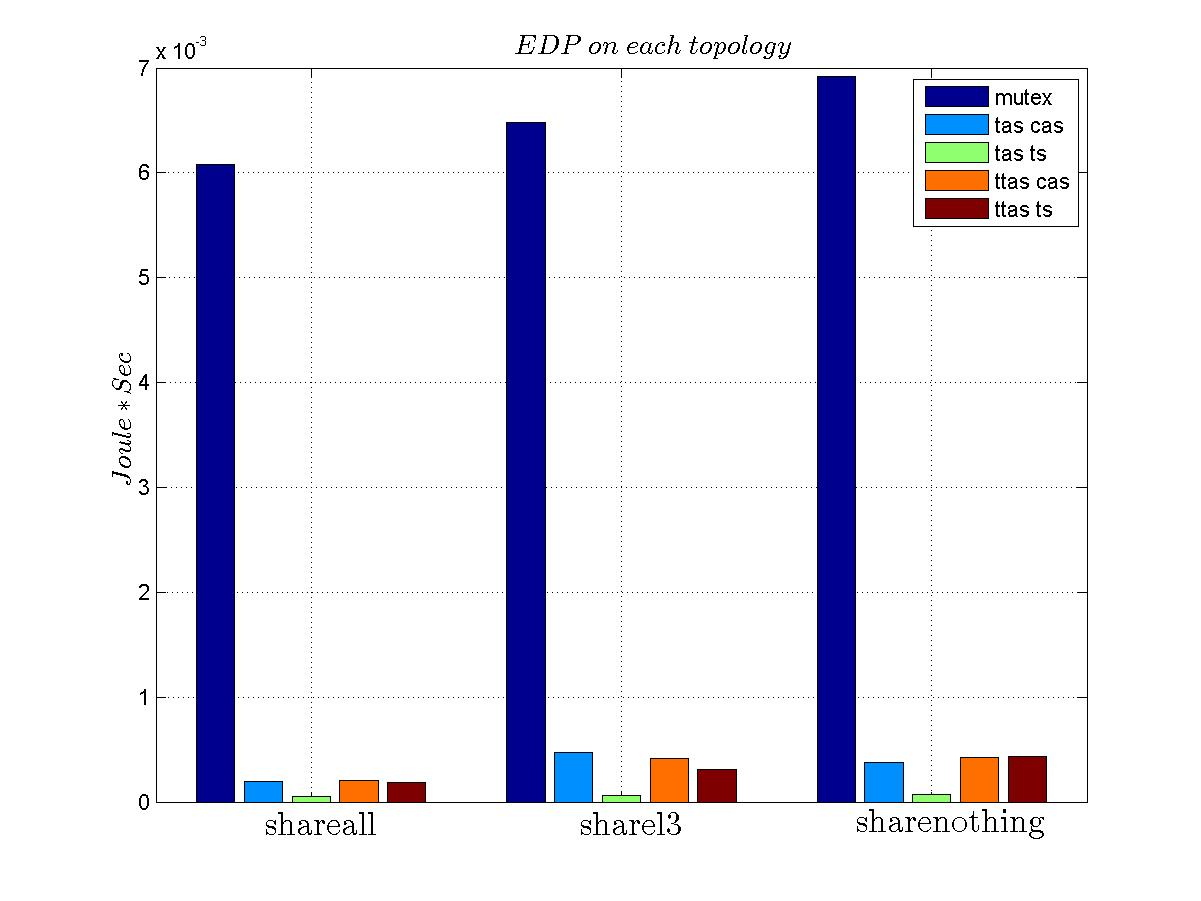 EDP on each topology
x 10-3
7
6
5
4
3
2
1
0
Joule * Sec
mutex
tas cas
tas ts
ttas cas
ttas ts
shareall
sharel3
sharenothing